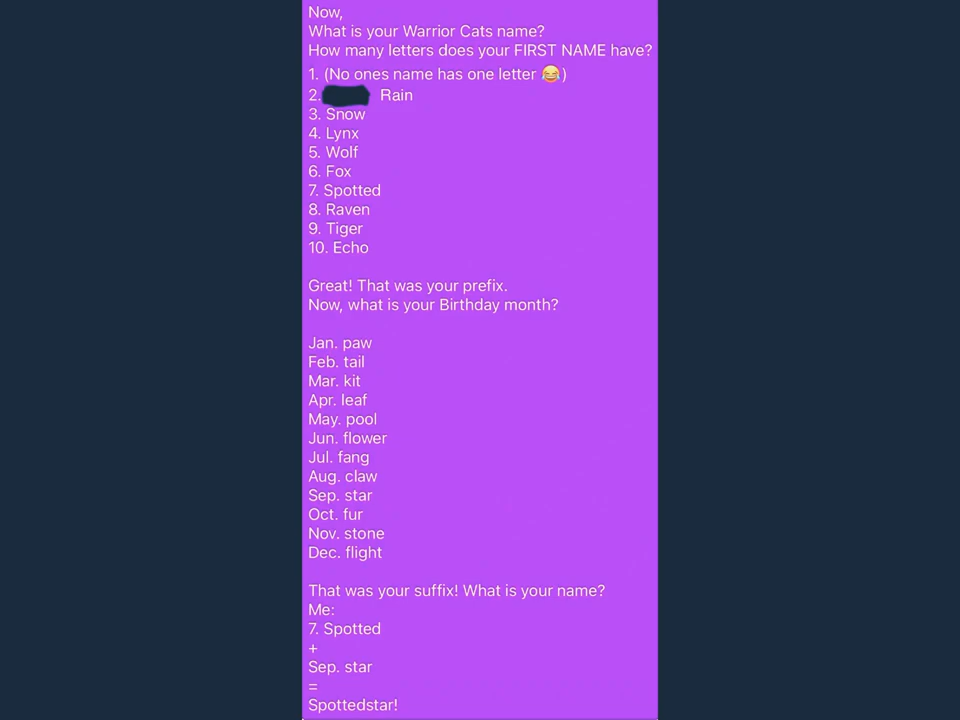 Now,
What is your Warrior Cats name?
How many letters does your FIRST NAME have?
1. (No ones name has one letter 😂)
2. Rain
3. Snow
4. Lynx
5. Wolf
6. Fox
7. Spotted
8. Raven
9. Tiger
10. Echo
Great! That was your prefix.
Now, what is your Birthday month?
Jan. paw
Feb. tail
Mar. kit
Apr. leaf
May. pool
Jun. flower
Jul. fang
Aug. claw
Sep. star
Oct. fur
Nov. stone
Dec. flight
That was your suffix! What is your name?
Me:
7. Spotted
+
Sep. star
=
Spottedstar!